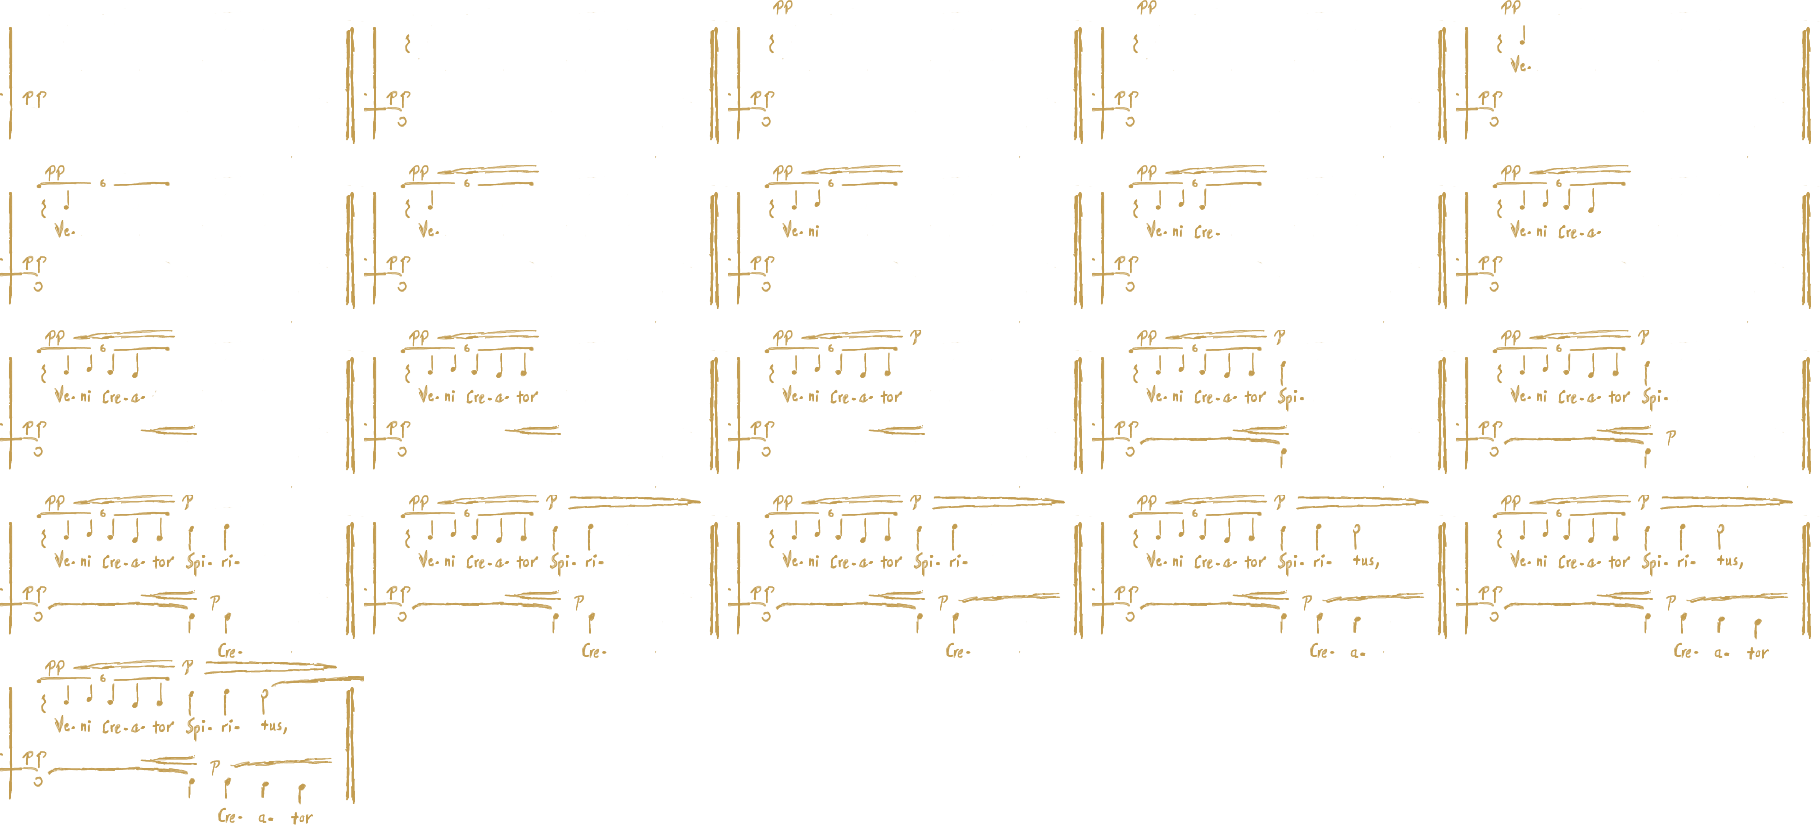 pp
pp
pp
pp pp pp pp pp
Ve-
pp pp pp pp pp
6 6 6 6 6
Ve- Ve- Ve- ni Ve- ni Cre- Ve- ni Cre- a-
pp pp pp pp pp
pp pp pp p pp p pp p
6 6 6 6 6
Ve- ni Cre- a- Ve- ni Cre- a- tor Ve- ni Cre- a- tor Ve- ni Cre- a- tor Spi- Ve- ni Cre- a- tor Spi-
pp pp pp pp pp p
pp p pp p pp p pp p pp p
6 6 6 6 6
Ve- ni Cre- a- tor Spi- ri- Ve- ni Cre- a- tor Spi- ri- Ve- ni Cre- a- tor Spi- ri- Ve- ni Cre- a- tor Spi- ri- tus, Ve- ni Cre- a- tor Spi- ri- tus,
pp p pp p pp p pp p pp p
Cre- Cre- Cre- Cre- a- Cre- a- tor
pp p
6
Ve- ni Cre- a- tor Spi- ri- tus,
pp p
Cre- a- tor